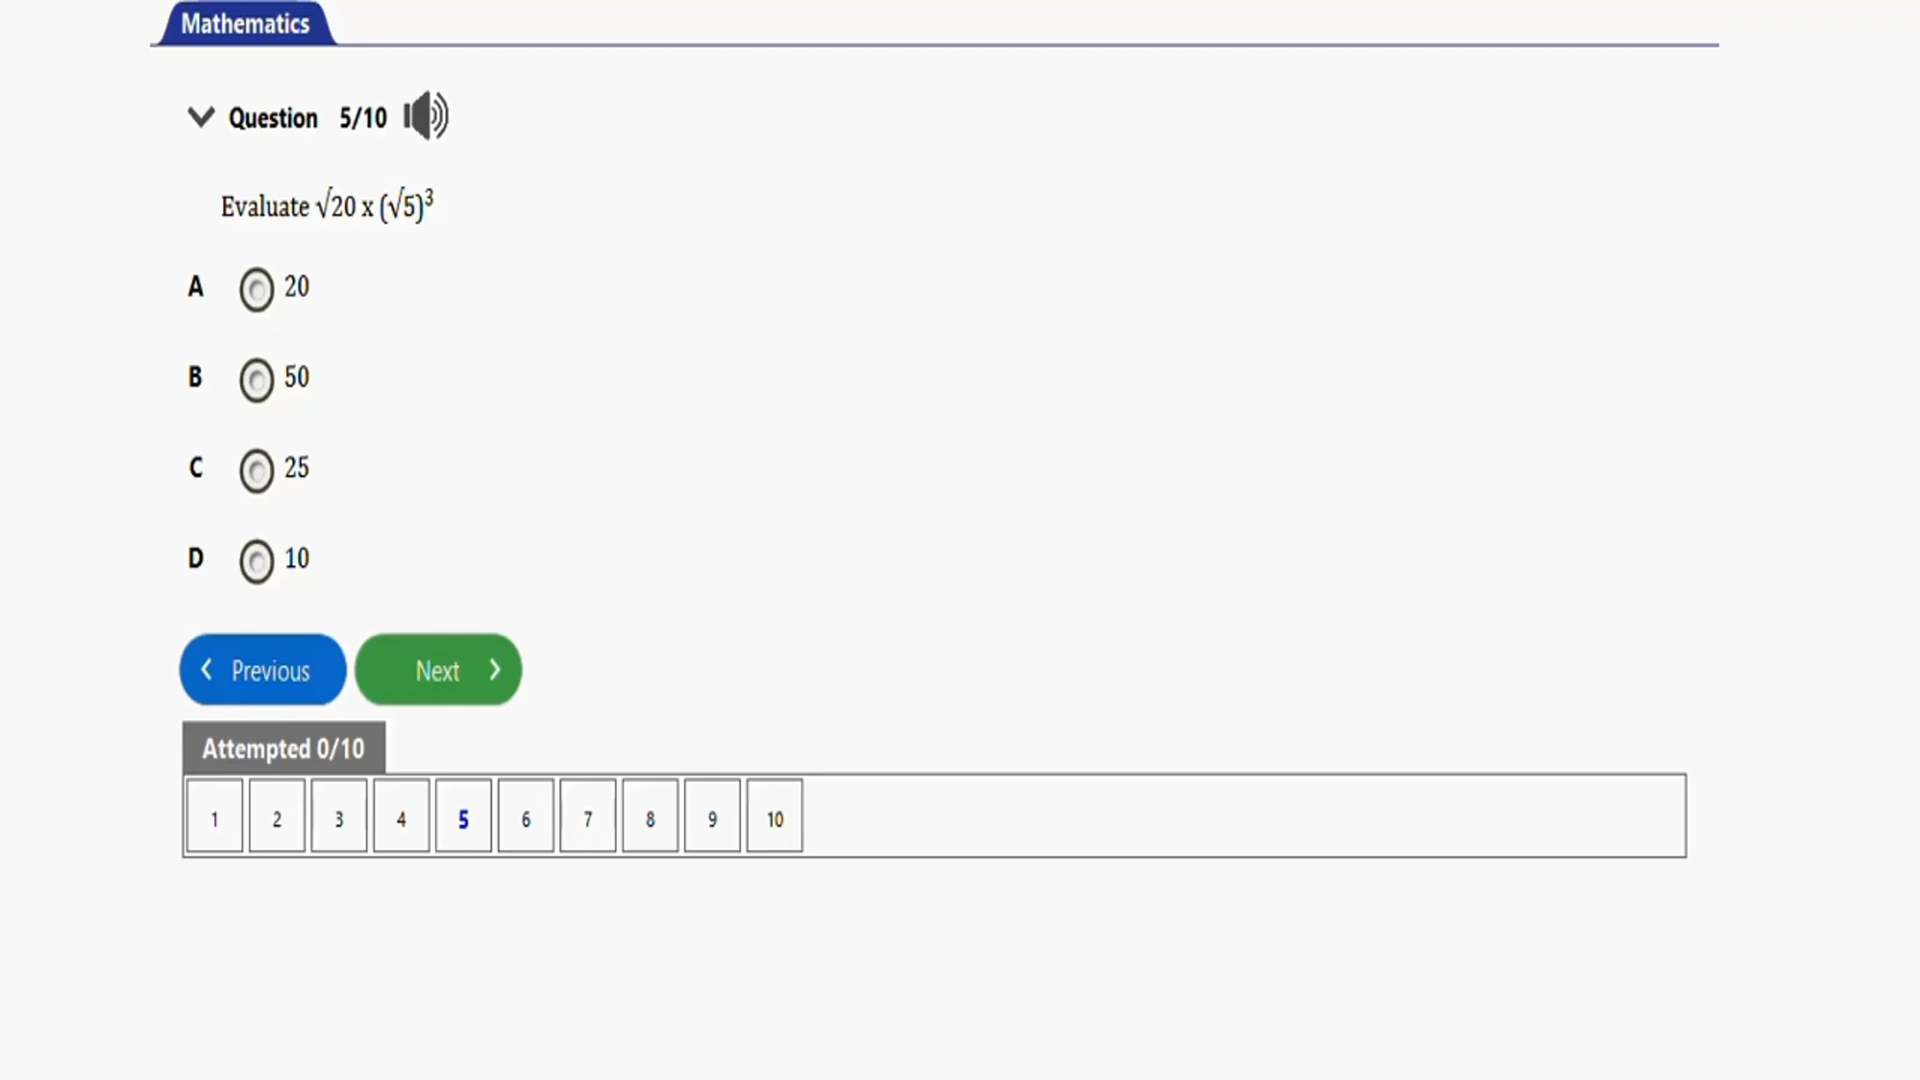 Mathematics
Question 5/10
Evaluate √20 x (√5)³
A 20
B 50
C 25
D 10
Previous Next
Attempted 0/10
1 2 3 4 5 6 7 8 9 10